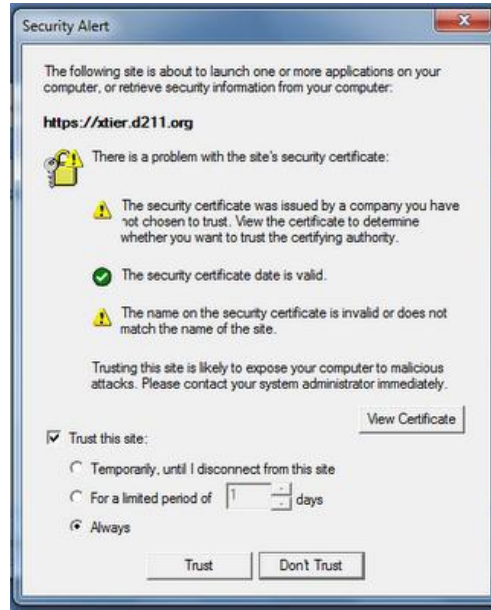 Security Alert
The following site is about to launch one or more applications on your
computer, or retrieve security information from your computer:
https://xtier.d211.org
There is a problem with the site's security certificate:
The security certificate was issued by a company you have
not chosen to trust. View the certificate to determine
whether you want to trust the certifying authority.
The security certificate date is valid.
The name on the security certificate is invalid or does not
match the name of the site.
Trusting this site is likely to expose your computer to malicious
attacks. Please contact your system administrator immediately.
View Certificate
Trust this site:
Temporarily, until I disconnect from this site
For a limited period of 1 days
Always
Trust Don't Trust